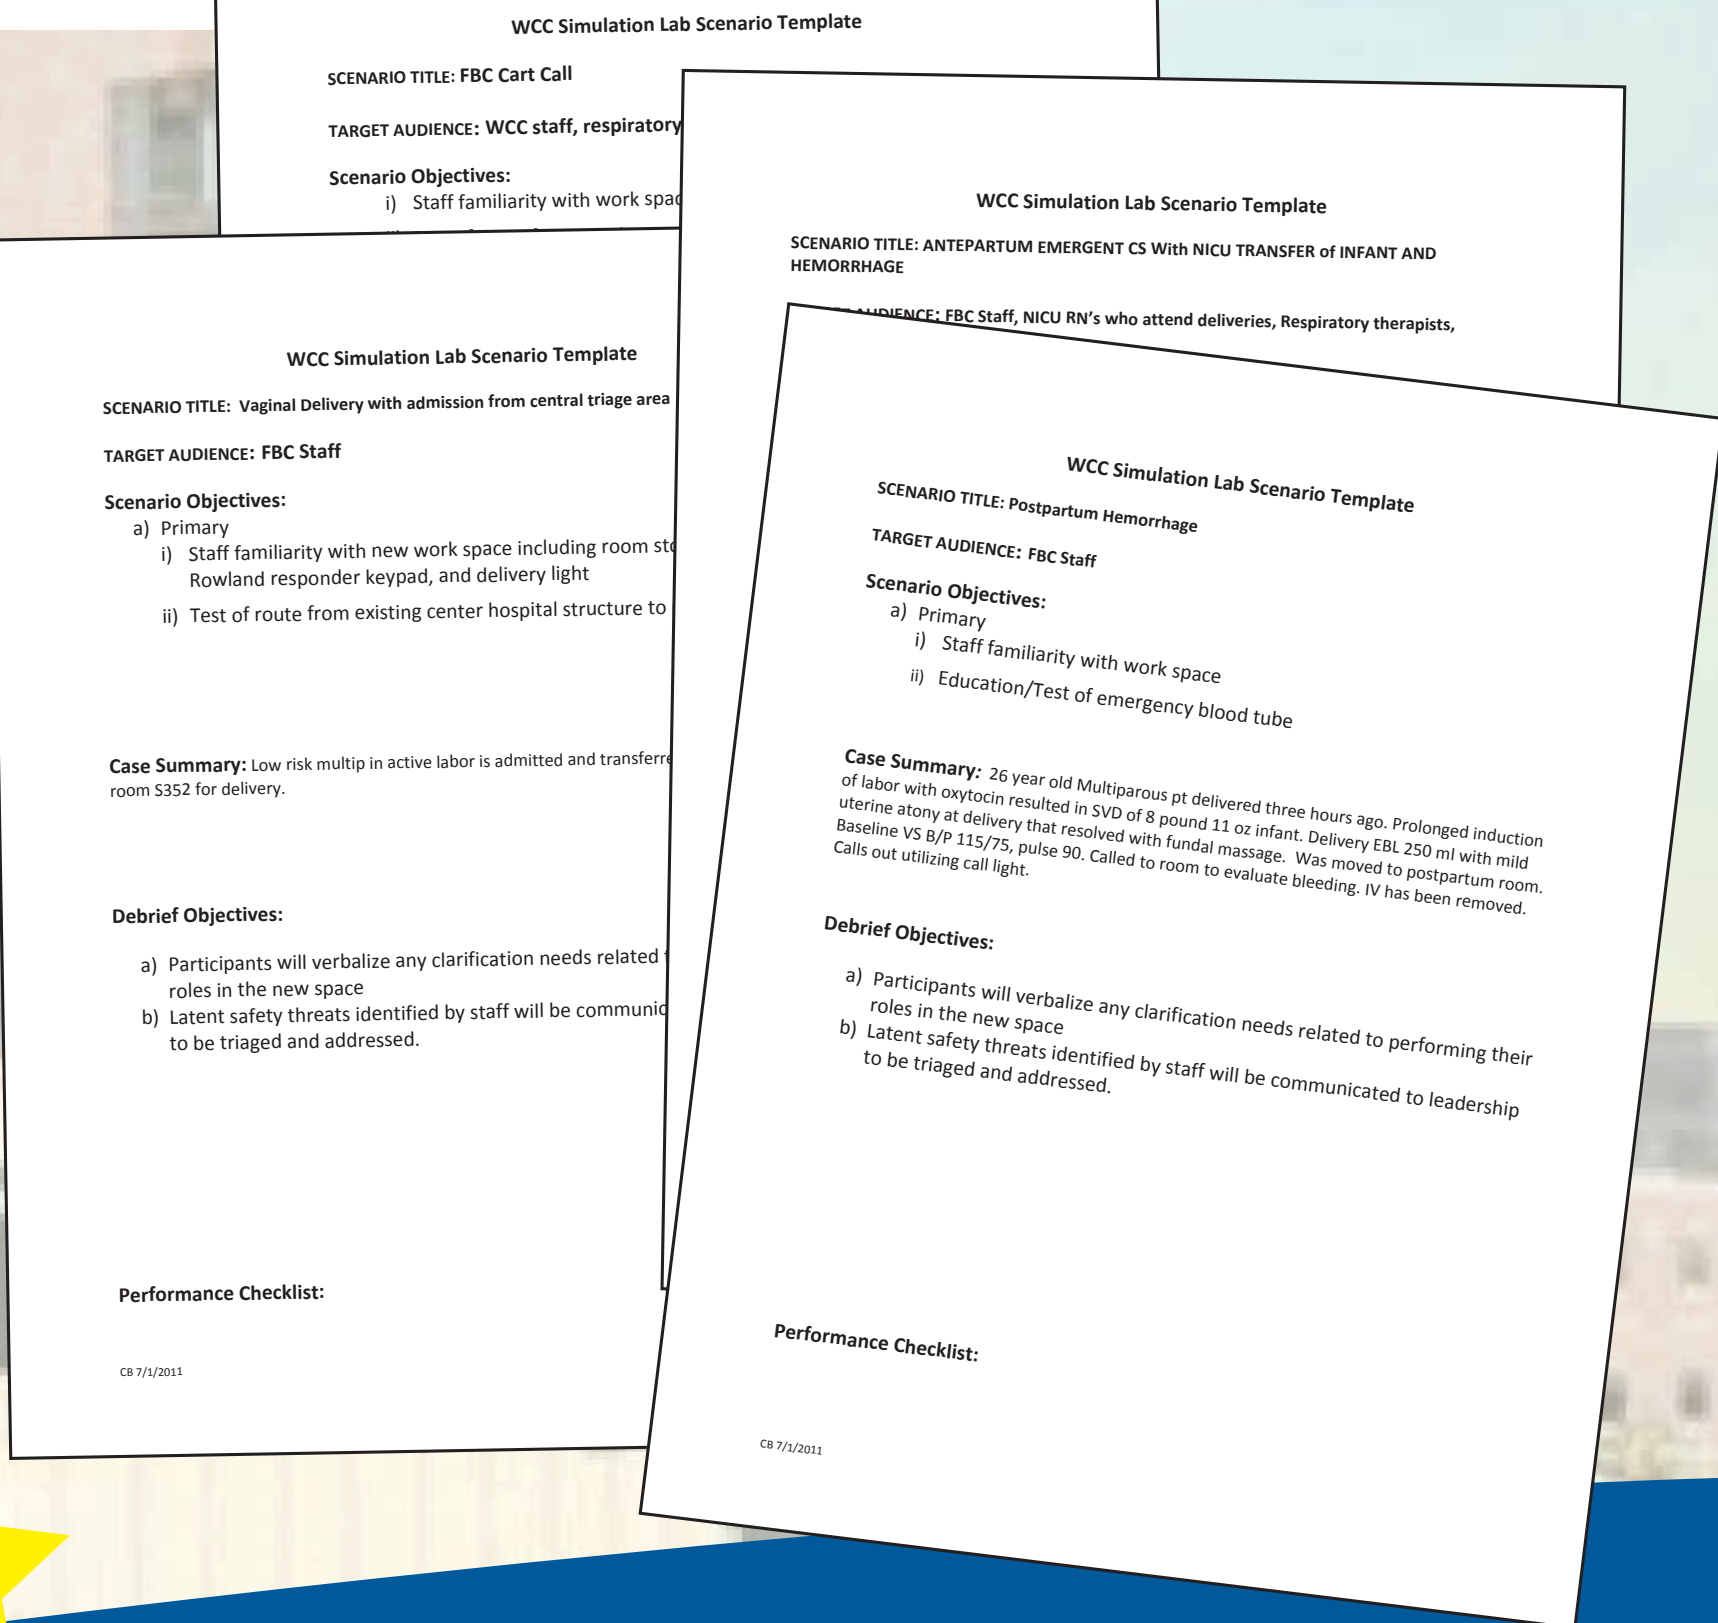 WCC Simulation Lab Scenario Template
SCENARIO TITLE: FBC Cart Call
TARGET AUDIENCE: WCC staff, respiratory
Scenario Objectives:
i) Staff familiarity with work
WCC Simulation Lab Scenario Template
SCENARIO TITLE: ANTEPARTUM EMERGENT CS With NICU TRANSFER of INFANT AND
HEMORRHAGE
AUDIENCE: FBC Staff, NICU RN’s who attend deliveries, Respiratory therapists,
WCC Simulation Lab Scenario Template
SCENARIO TITLE: Vaginal Delivery with admission from central triage area
TARGET AUDIENCE: FBC Staff
Scenario Objectives:
a) Primary
i) Staff familiarity with new work space including room
Rowland responder keypad, and delivery light
ii) Test of route from existing center hospital structure to
Case Summary: Low risk multip in active labor is admitted and
room S352 for delivery.
Debrief Objectives:
a) Participants will verbalize any clarification needs related
roles in the new space
b) Latent safety threats identified by staff will be
to be triaged and addressed.
Performance Checklist:
CB 7/1/2011
WCC Simulation Lab Scenario Template
SCENARIO TITLE: Postpartum Hemorrhage
TARGET AUDIENCE: FBC Staff
Scenario Objectives:
a) Primary
i) Staff familiarity with work space
ii) Education/Test of emergency blood tube
Case Summary: 26 year old Multiparous pt delivered three hours ago. Prolonged induction
of labor with oxytocin resulted in SVD of 8 pound 11 oz infant. Delivery EBL 250 ml with mild
uterine atony at delivery that resolved with fundal massage. Was moved to postpartum room.
Baseline VS B/P 115/75, pulse 90. Called to room to evaluate bleeding. IV has been removed.
Calls out utilizing call light.
Debrief Objectives:
a) Participants will verbalize any clarification needs related to performing their
roles in the new space
b) Latent safety threats identified by staff will be communicated to leadership
to be triaged and addressed.
Performance Checklist:
CB 7/1/2011